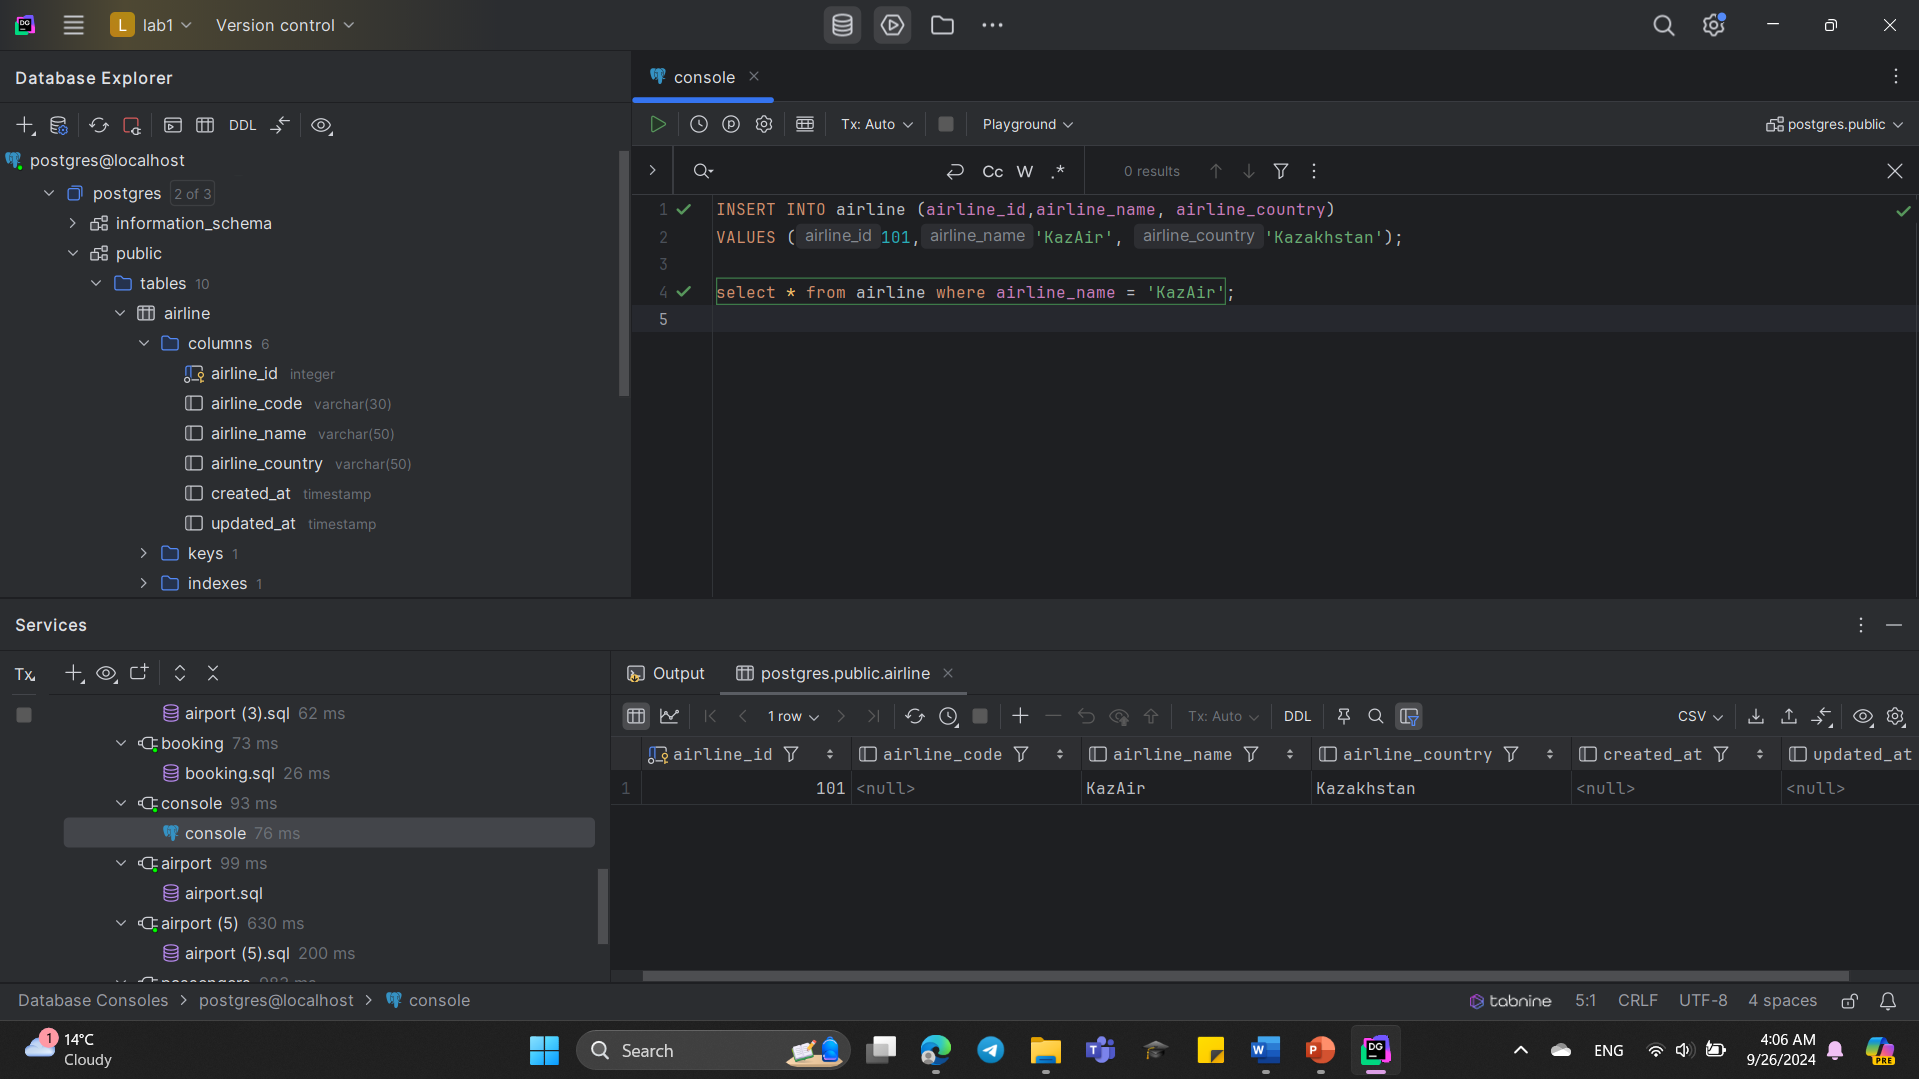 L lab1 Version control
Database Explorer
DDL
postgres@localhost
postgres 2 of 3
information_schema
public
tables 10
airline
columns 6
airline_id integer
airline_code varchar(30)
airline_name varchar(50)
airline_country varchar(50)
created_at timestamp
updated_at timestamp
keys 1
indexes 1
console
Tx: Auto Playground postgres.public
Cc W .* 0 results
1 INSERT INTO airline (airline_id,airline_name, airline_country)
2 VALUES ( airline_id 101, airline_name 'KazAir', airline_country 'Kazakhstan');
3
4 select * from airline where airline_name = 'KazAir';
5
Services
Tx
airport (3).sql 62 ms
booking 73 ms
booking.sql 26 ms
console 93 ms
console 76 ms
airport 99 ms
airport.sql
airport (5) 630 ms
airport (5).sql 200 ms
Output postgres.public.airline
1 row Tx: Auto DDL CSV
airline_id airline_code airline_name airline_country created_at updated_at
1 101 <null> KazAir Kazakhstan <null> <null>
Database Consoles > postgres@localhost > console
tabnine 5:1 CRLF UTF-8 4 spaces
1 14°C
Cloudy
Search
ENG
4:06 AM
9/26/2024
PRE